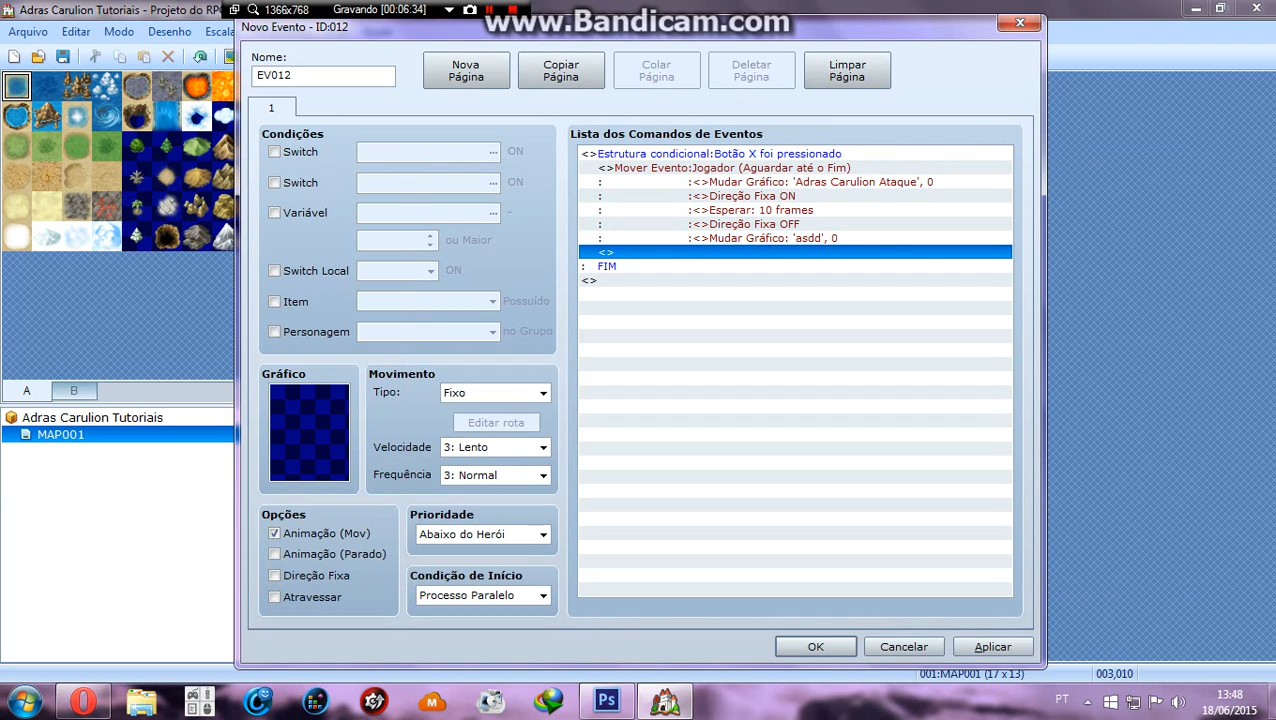 Adras Carulion Tutoriais - Projeto do RPG
1366x768 Gravando [00:06:34]
www.Bandicam.com
Arquivo Editar Modo Desenho Escala
Novo Evento - ID:012
Nome:
EV012
Nova Página
Copiar Página
Colar Página
Deletar Página
Limpar Página
1
Condições
Switch ... ON
Switch ... ON
Variável ... -
ou Maior
Switch Local ON
Item Possuído
Personagem no Grupo
Gráfico
Movimento
Tipo: Fixo
Editar rota
Velocidade 3: Lento
Frequência 3: Normal
Opções
Animação (Mov)
Animação (Parado)
Direção Fixa
Atravessar
Prioridade
Abaixo do Herói
Condição de Início
Processo Paralelo
Lista dos Comandos de Eventos
<>Estrutura condicional:Botão X foi pressionado
<>Mover Evento:Jogador (Aguardar até o Fim)
: :<>Mudar Gráfico: 'Adras Carulion Ataque', 0
: :<>Direção Fixa ON
: :<>Esperar: 10 frames
: :<>Direção Fixa OFF
: :<>Mudar Gráfico: 'asdd', 0
<>
: FIM
<>
OK Cancelar Aplicar
A B
Adras Carulion Tutoriais
MAP001
001:MAP001 (17 x 13) 003,010
Ps
PT
13:48
18/06/2015